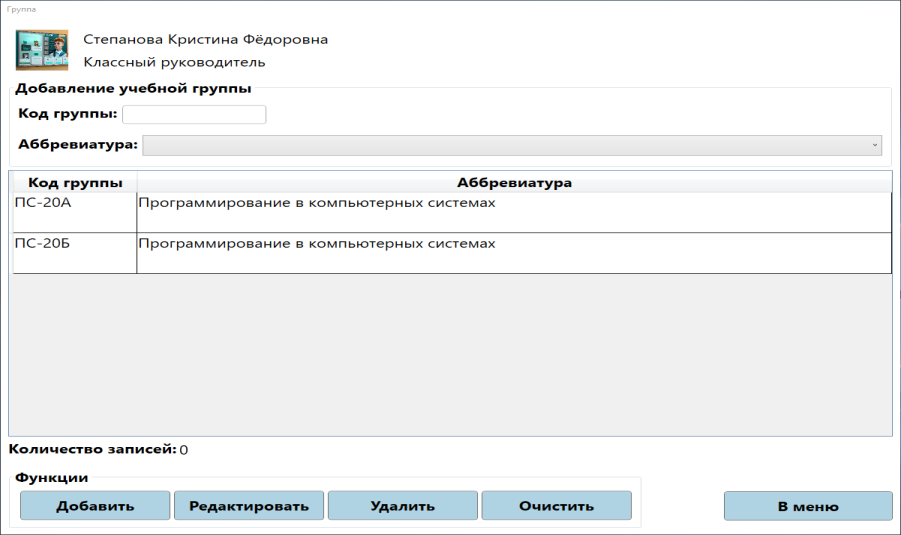 Группа
Степанова Кристина Фёдоровна
Классный руководитель
Добавление учебной группы
Код группы:
Аббревиатура:
Код группы Аббревиатура
ПС-20А Программирование в компьютерных системах
ПС-20Б Программирование в компьютерных системах
Количество записей: 0
Функции
Добавить Редактировать Удалить Очистить В меню